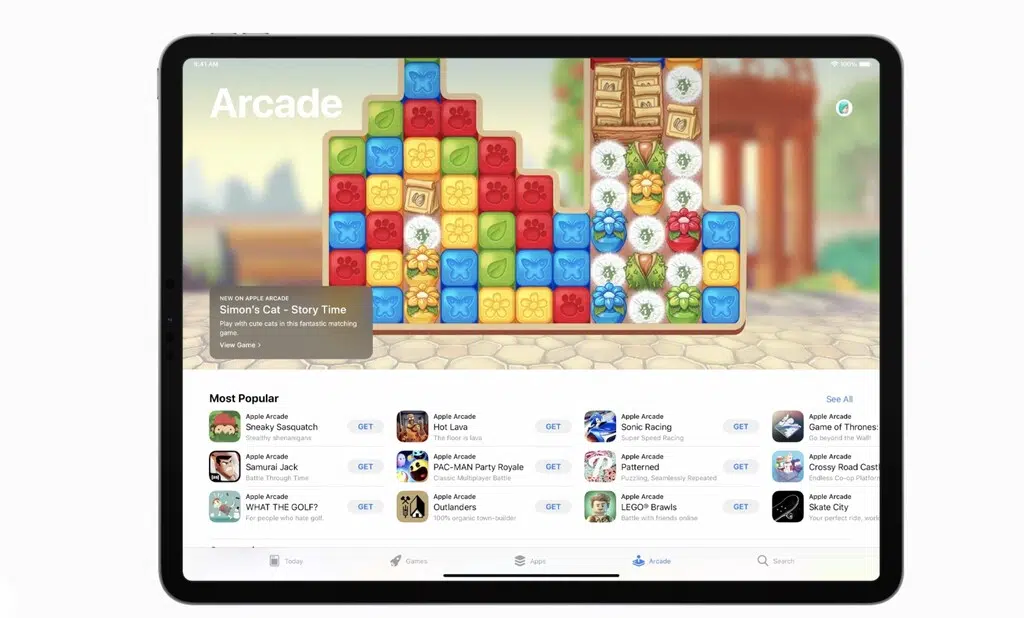 9:41 AM
100%
Arcade
NEW ON APPLE ARCADE
Simon's Cat - Story Time
Play with cute cats in this fantastic matching
game.
View Game >
Most Popular
See All
Apple Arcade
Sneaky Sasquatch
Stealthy shenanigans
GET
Apple Arcade
Hot Lava
The floor is lava
GET
Apple Arcade
Sonic Racing
Super Speed Racing
GET
Apple Arcade
Game of Thrones:
Go beyond the Wall!
Apple Arcade
Samurai Jack
Battle Through Time
GET
Apple Arcade
PAC-MAN Party Royale
Classic Multiplayer Battle
GET
Apple Arcade
Patterned
Puzzling, Seamlessly Repeated
GET
Apple Arcade
Crossy Road Castl
Endless Co-op Platform
Apple Arcade
WHAT THE GOLF?
For people who hate golf.
GET
Apple Arcade
Outlanders
100% organic town-builder
GET
Apple Arcade
LEGO® Brawls
Battle with friends online
GET
Apple Arcade
Skate City
Your perfect ride, work
Today
Games
Apps
Arcade
Search